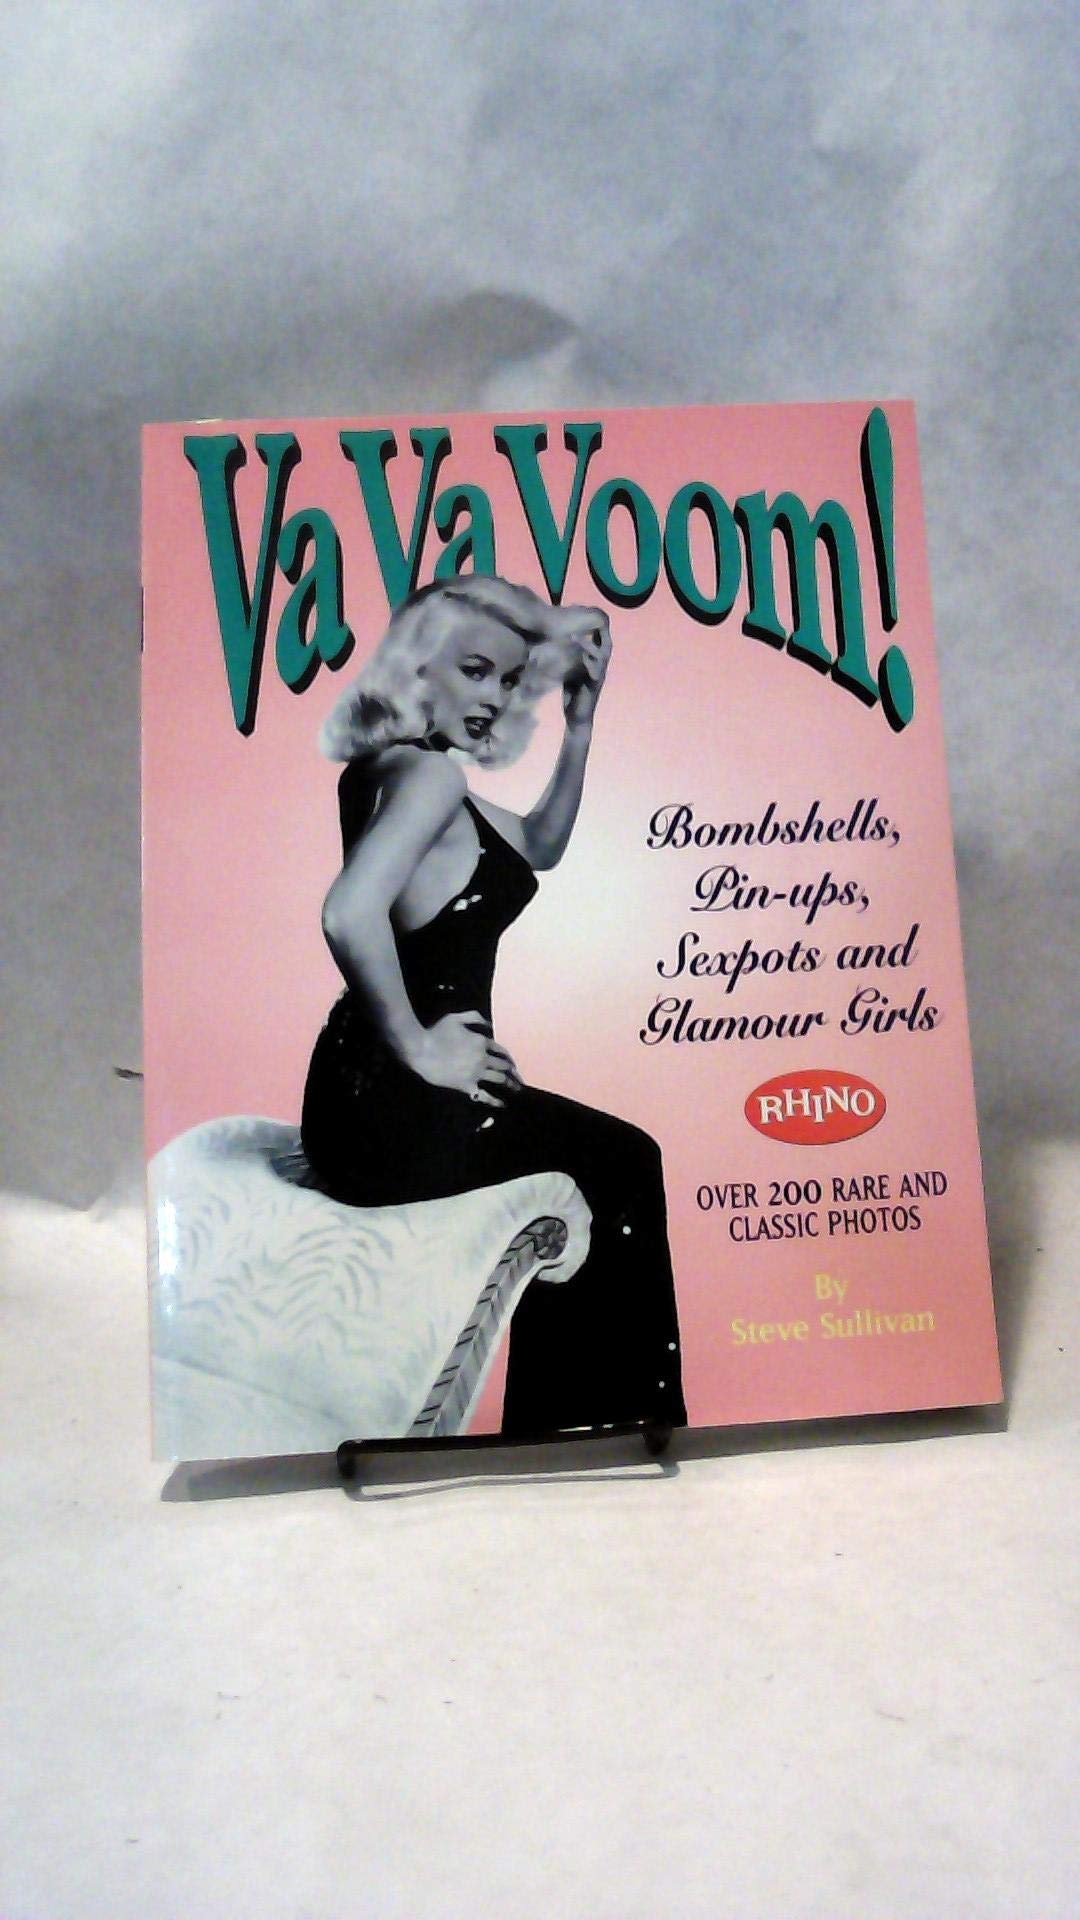 Va Va Voom!
Bombshells,
Pin-ups,
Sexpots and
Glamour Girls
RHINO
OVER 200 RARE AND
CLASSIC PHOTOS
By
Steve Sullivan